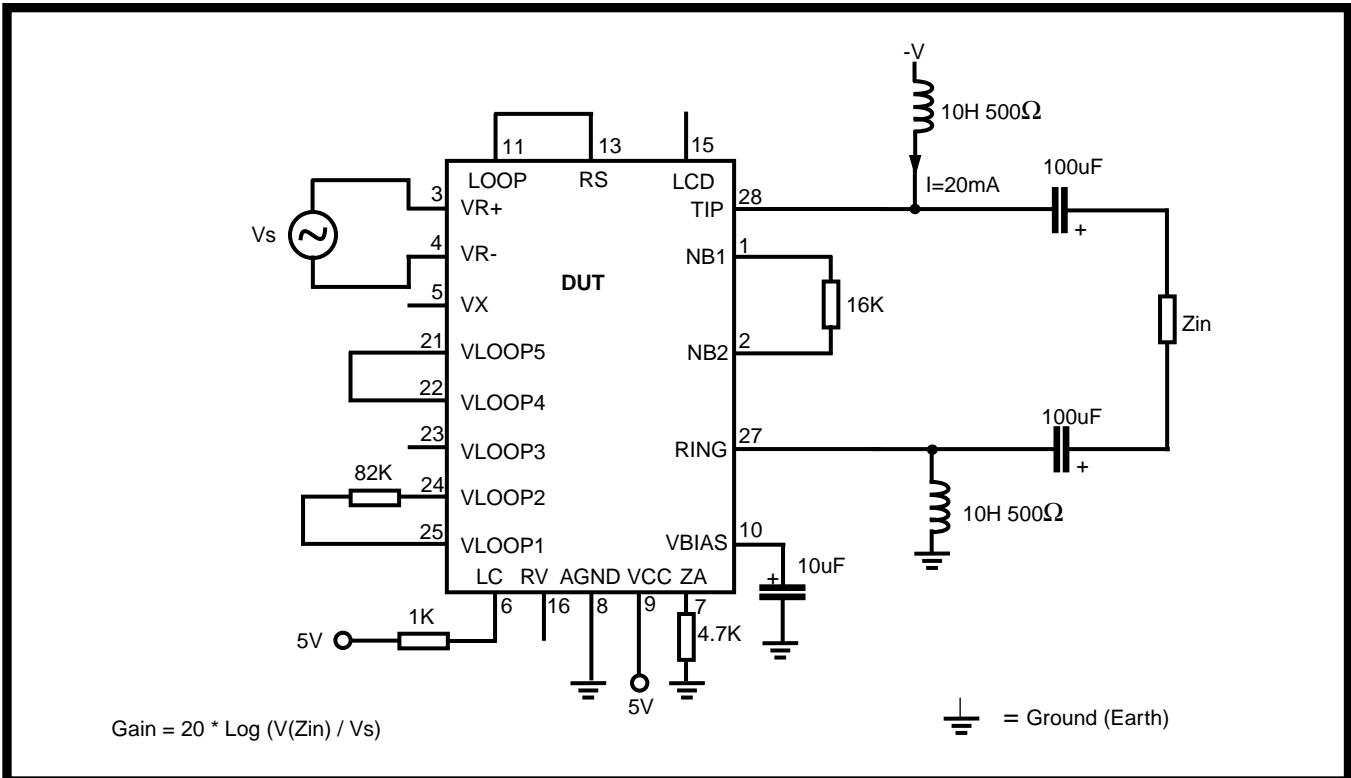 -V
10H 500Ω
11
13
15
100uF
LOOP
RS
LCD
I=20mA
3
VR+
TIP
28
Vs
4
VR-
NB1
1
DUT
5
VX
16K
Zin
21
VLOOP5
NB2
2
22
VLOOP4
100uF
23
VLOOP3
RING
27
+
+
82K
24
VLOOP2
10H 500Ω
25
VLOOP1
VBIAS
10
LC
RV
AGND
VCC
ZA
+
10uF
6
16
8
9
7
1K
4.7K
5V
5V
Gain = 20 * Log (V(Zin) / Vs)
= Ground (Earth)